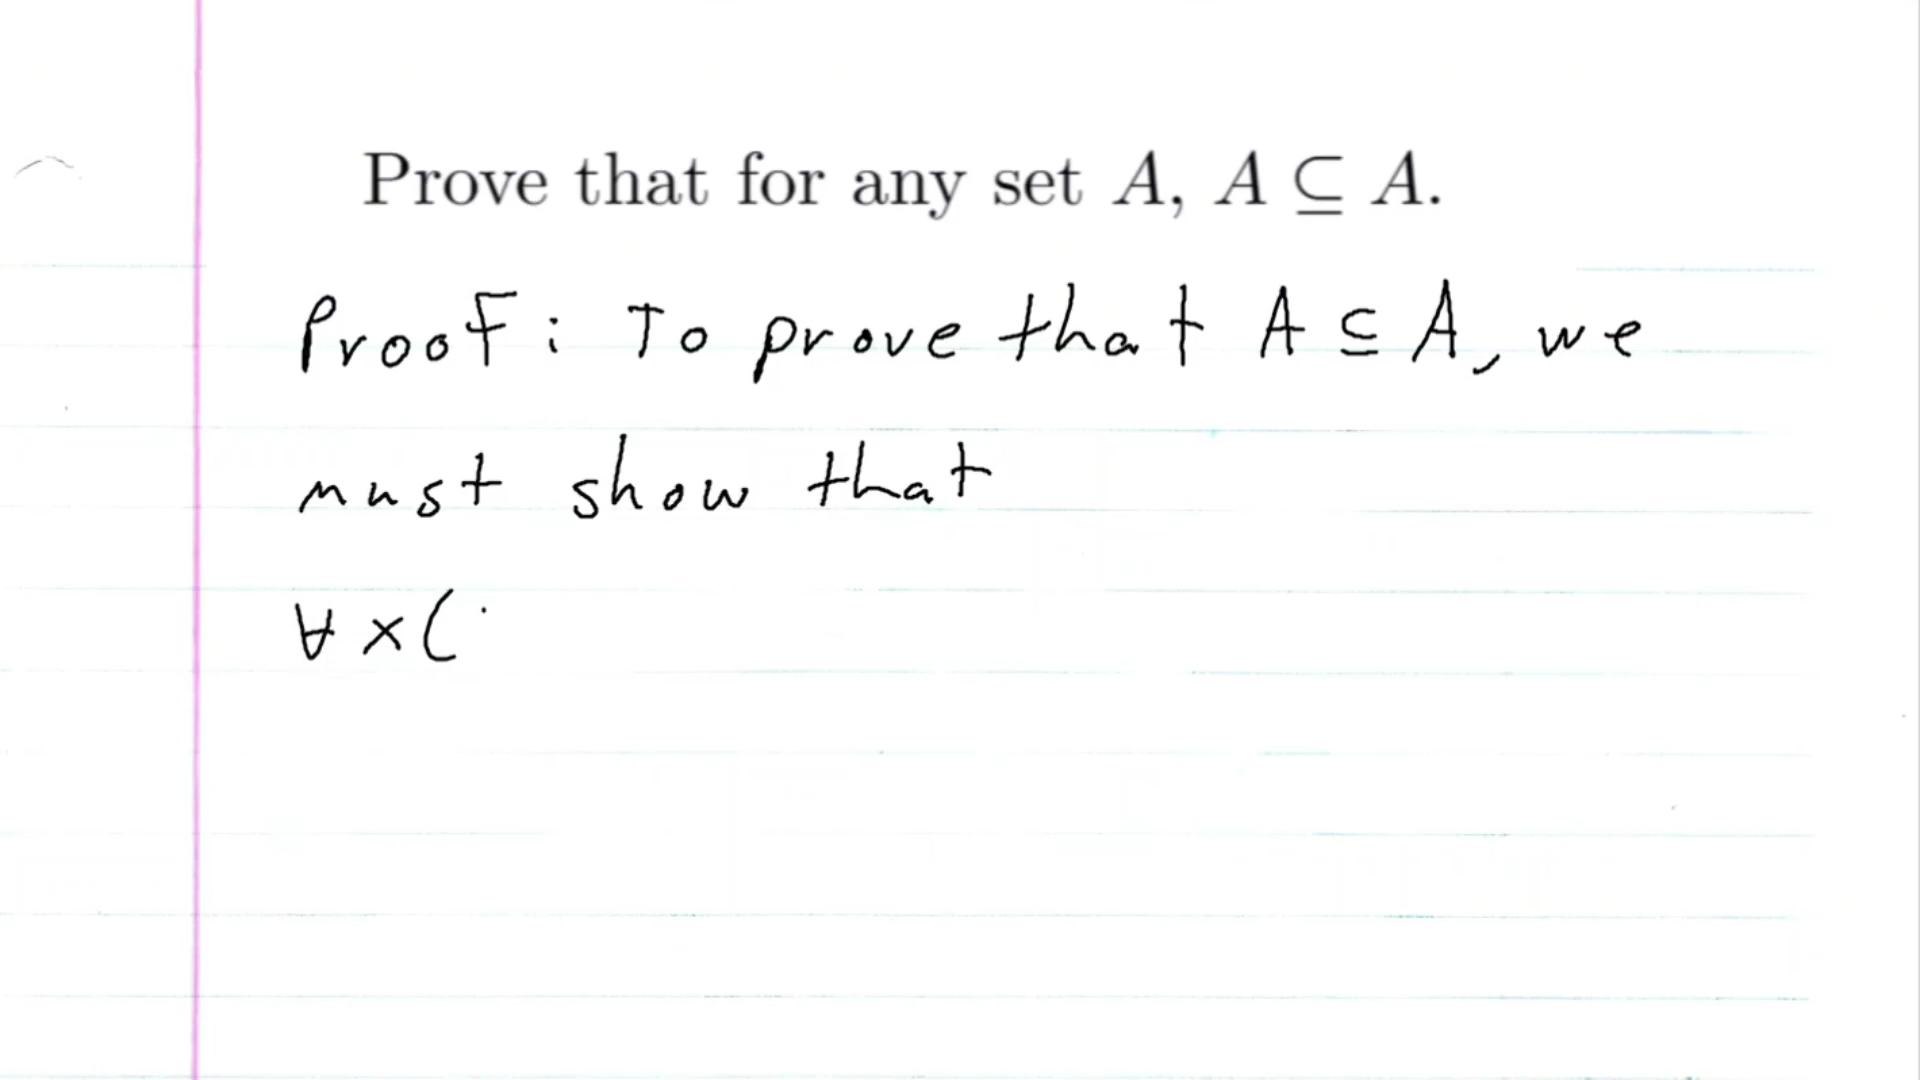 Prove that for any set A, A ⊆ A.
Proof: To prove that A ⊆ A, we
must show that
∀x(